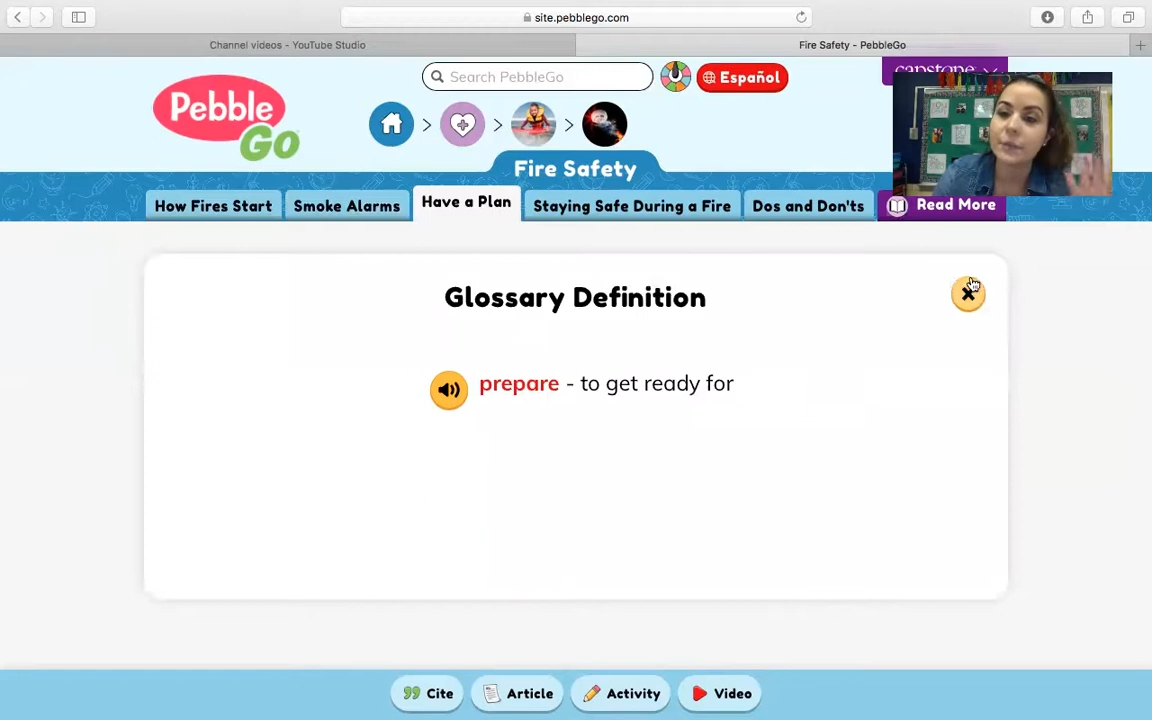 site.pebblego.com
Channel videos - YouTube Studio
Fire Safety - PebbleGo
Pebble
Go
Search PebbleGo
Español
capstone
Fire Safety
How Fires Start
Smoke Alarms
Have a Plan
Staying Safe During a Fire
Dos and Don'ts
Read More
Glossary Definition
prepare - to get ready for
Cite
Article
Activity
Video